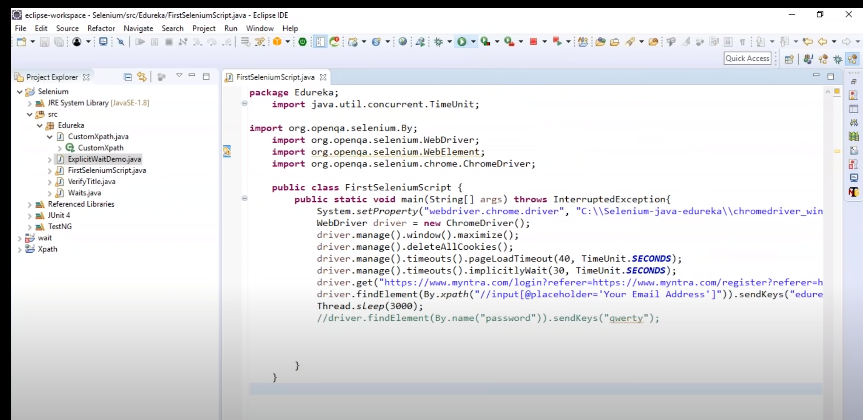 eclipse-workspace - Selenium/src/Edureka/FirstSeleniumScript.java - Eclipse IDE
File Edit Source Refactor Navigate Search Project Run Window Help
Quick Access
Project Explorer
FirstSeleniumScript.java
Selenium
JRE System Library [JavaSE-1.8]
src
Edureka
CustomXpath.java
CustomXpath
ExplicitWaitDemo.java
FirstSeleniumScript.java
VerifyTitle.java
Waits.java
Referenced Libraries
JUnit 4
TestNG
wait
Xpath
package Edureka;
import java.util.concurrent.TimeUnit;
import org.openqa.selenium.By;
import org.openqa.selenium.WebDriver;
import org.openqa.selenium.WebElement;
import org.openqa.selenium.chrome.ChromeDriver;
public class FirstSeleniumScript {
public static void main(String[] args) throws InterruptedException{
System.setProperty("webdriver.chrome.driver", "C:\\Selenium-java-edureka\\chromedriver_win
WebDriver driver = new ChromeDriver();
driver.manage().window().maximize();
driver.manage().deleteAllCookies();
driver.manage().timeouts().pageLoadTimeout(40, TimeUnit.SECONDS);
driver.manage().timeouts().implicitlyWait(30, TimeUnit.SECONDS);
driver.get("https://www.myntra.com/login?referer=https://www.myntra.com/register?referer=h
driver.findElement(By.xpath("//input[@placeholder='Your Email Address']")).sendKeys("edure
Thread.sleep(3000);
//driver.findElement(By.name("password")).sendKeys("qwerty");
}
}